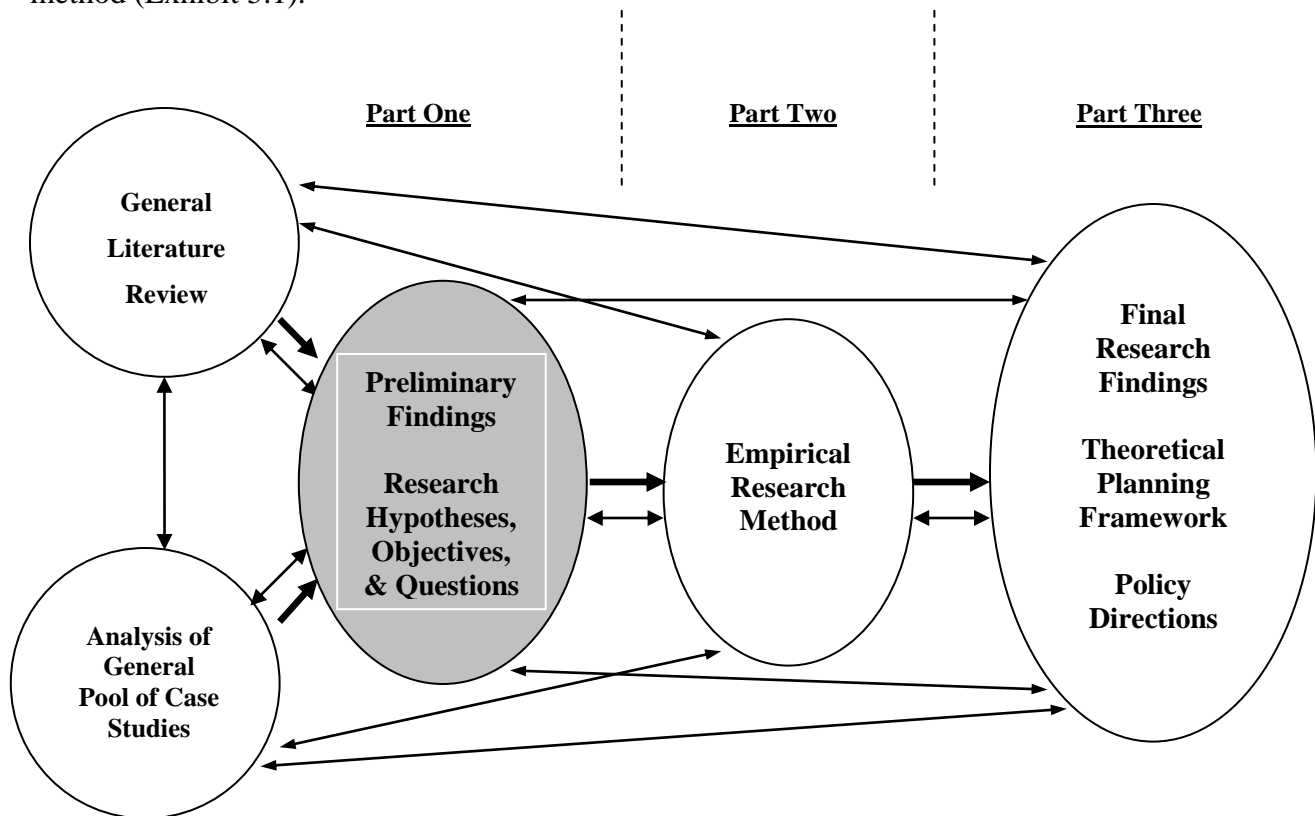 method (Exhibit 3.1).
Part One
Part Two
Part Three
General
Literature
Review
Preliminary
Findings
Research
Hypotheses,
Objectives,
& Questions
Empirical
Research
Method
Final
Research
Findings
Theoretical
Planning
Framework
Policy
Directions
Analysis of
General
Pool of Case
Studies